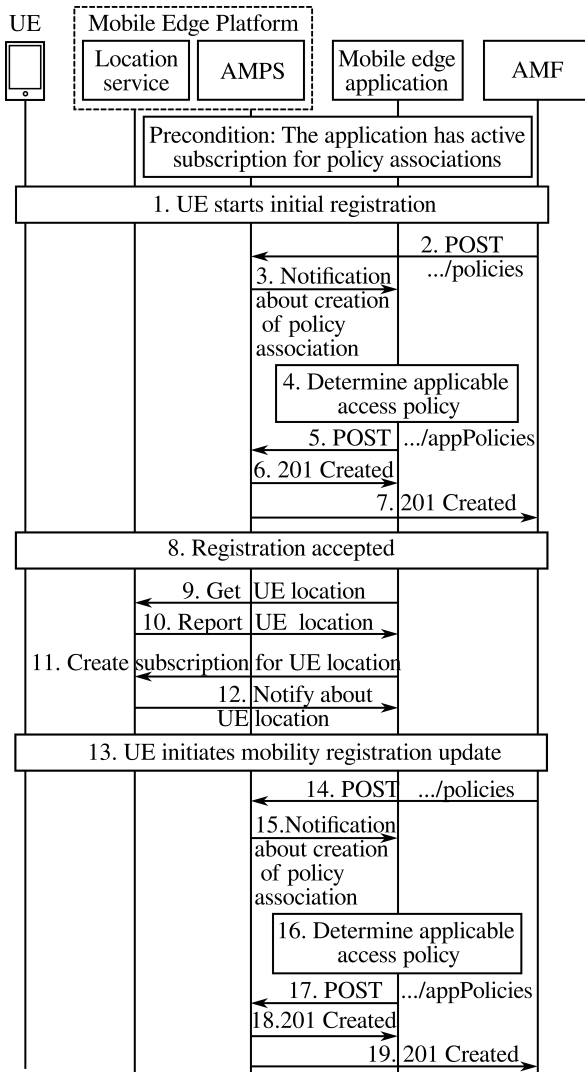 UE
Mobile Edge Platform
Location
service
AMPS
Mobile edge
application
AMF
Precondition: The application has active
subscription for policy associations
1. UE starts initial registration
2. POST
.../policies
3. Notification
about creation
of policy
association
4. Determine applicable
access policy
5. POST .../appPolicies
6. 201 Created
7. 201 Created
8. Registration accepted
9. Get UE location
10. Report UE location
11. Create subscription for UE location
12. Notify about
UE location
13. UE initiates mobility registration update
14. POST .../policies
15.Notification
about creation
of policy
association
16. Determine applicable
access policy
17. POST .../appPolicies
18.201 Created
19. 201 Created